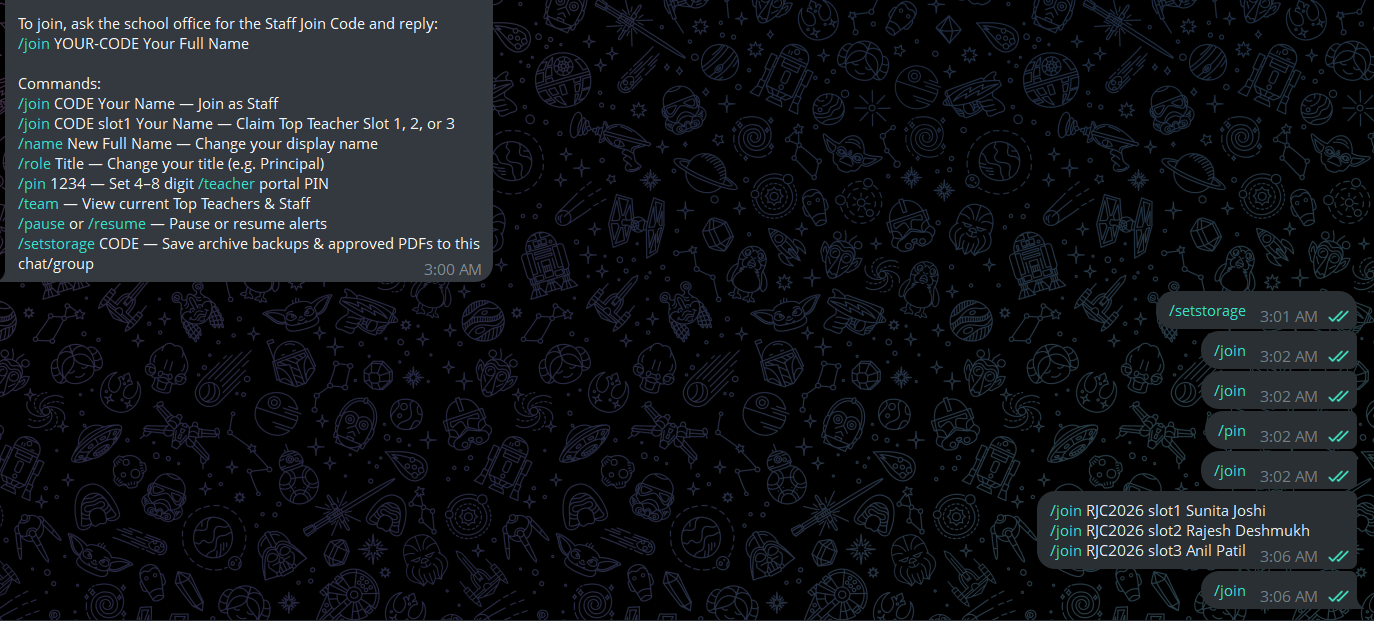 To join, ask the school office for the Staff Join Code and reply:
/join YOUR-CODE Your Full Name
Commands:
/join CODE Your Name — Join as Staff
/join CODE slot1 Your Name — Claim Top Teacher Slot 1, 2, or 3
/name New Full Name — Change your display name
/role Title — Change your title (e.g. Principal)
/pin 1234 — Set 4–8 digit /teacher portal PIN
/team — View current Top Teachers & Staff
/pause or /resume — Pause or resume alerts
/setstorage CODE — Save archive backups & approved PDFs to this
chat/group
3:00 AM
/setstorage 3:01 AM
/join 3:02 AM
/join 3:02 AM
/pin 3:02 AM
/join 3:02 AM
/join RJC2026 slot1 Sunita Joshi
/join RJC2026 slot2 Rajesh Deshmukh
/join RJC2026 slot3 Anil Patil 3:06 AM
/join 3:06 AM